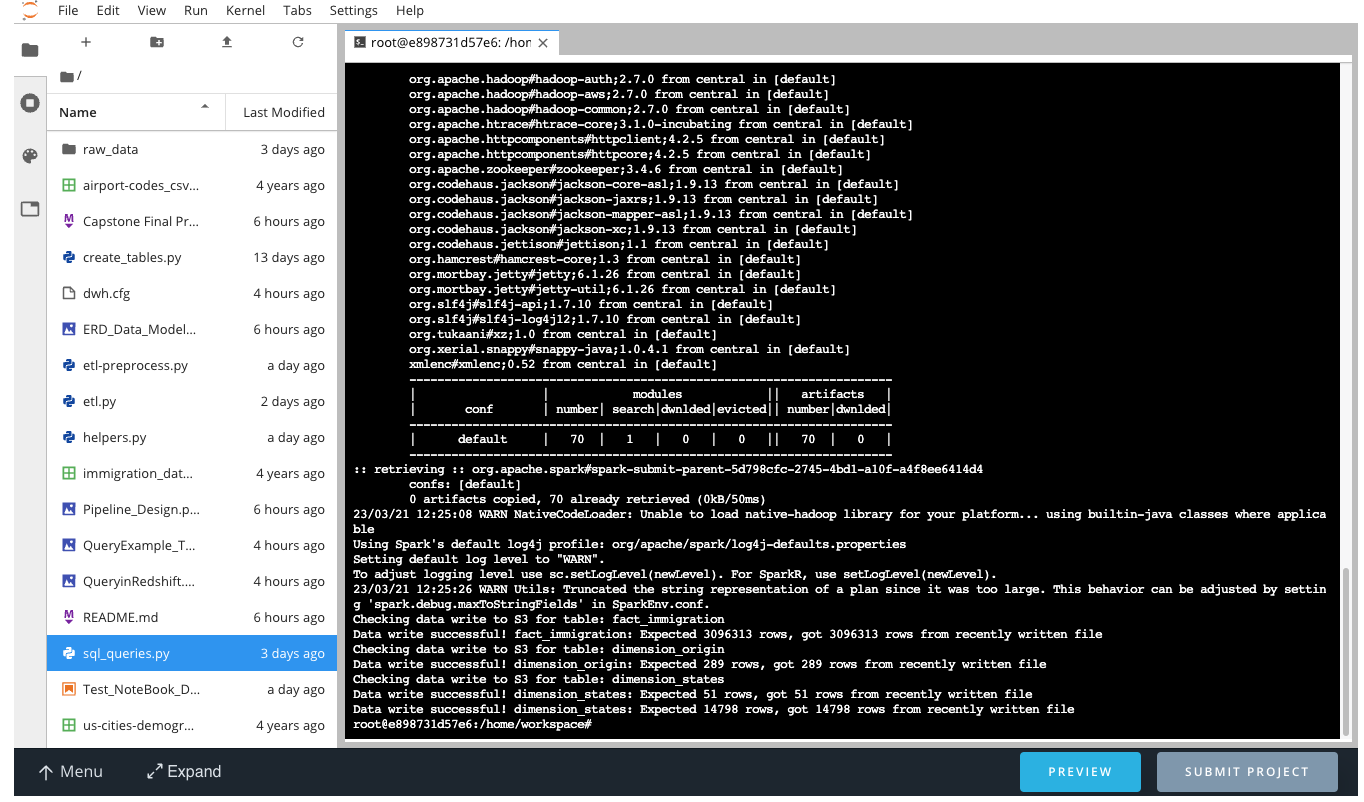 File Edit View Run Kernel Tabs Settings Help
root@e898731d57e6: /hon
/
Name Last Modified
raw_data 3 days ago
airport-codes_csv... 4 years ago
Capstone Final Pr... 6 hours ago
create_tables.py 13 days ago
dwh.cfg 4 hours ago
ERD_Data_Model... 6 hours ago
etl-preprocess.py a day ago
etl.py 2 days ago
helpers.py a day ago
immigration_dat... 4 years ago
Pipeline_Design.p... 6 hours ago
QueryExample_T... 4 hours ago
QueryinRedshift.... 4 hours ago
README.md 6 hours ago
sql_queries.py 3 days ago
Test_NoteBook_D... a day ago
us-cities-demogr... 4 years ago
org.apache.hadoop#hadoop-auth;2.7.0 from central in [default]
org.apache.hadoop#hadoop-aws;2.7.0 from central in [default]
org.apache.hadoop#hadoop-common;2.7.0 from central in [default]
org.apache.htrace#htrace-core;3.1.0-incubating from central in [default]
org.apache.httpcomponents#httpclient;4.2.5 from central in [default]
org.apache.httpcomponents#httpcore;4.2.5 from central in [default]
org.apache.zookeeper#zookeeper;3.4.6 from central in [default]
org.codehaus.jackson#jackson-core-asl;1.9.13 from central in [default]
org.codehaus.jackson#jackson-jaxrs;1.9.13 from central in [default]
org.codehaus.jackson#jackson-mapper-asl;1.9.13 from central in [default]
org.codehaus.jackson#jackson-xc;1.9.13 from central in [default]
org.codehaus.jettison#jettison;1.1 from central in [default]
org.hamcrest#hamcrest-core;1.3 from central in [default]
org.mortbay.jetty#jetty;6.1.26 from central in [default]
org.mortbay.jetty#jetty-util;6.1.26 from central in [default]
org.slf4j#slf4j-api;1.7.10 from central in [default]
org.slf4j#slf4j-log4j12;1.7.10 from central in [default]
org.tukaani#xz;1.0 from central in [default]
org.xerial.snappy#snappy-java;1.0.4.1 from central in [default]
xmlenc#xmlenc;0.52 from central in [default]
---------------------------------------------------------------------
| | modules || artifacts |
| conf | number| search|dwnlded|evicted|| number|dwnlded|
---------------------------------------------------------------------
| default | 70 | 1 | 0 | 0 || 70 | 0 |
---------------------------------------------------------------------
:: retrieving :: org.apache.spark#spark-submit-parent-5d798cfc-2745-4bd1-a10f-a4f8ee6414d4
confs: [default]
0 artifacts copied, 70 already retrieved (0kB/50ms)
23/03/21 12:25:08 WARN NativeCodeLoader: Unable to load native-hadoop library for your platform... using builtin-java classes where applica
ble
Using Spark's default log4j profile: org/apache/spark/log4j-defaults.properties
Setting default log level to "WARN".
To adjust logging level use sc.setLogLevel(newLevel). For SparkR, use setLogLevel(newLevel).
23/03/21 12:25:26 WARN Utils: Truncated the string representation of a plan since it was too large. This behavior can be adjusted by settin
g 'spark.debug.maxToStringFields' in SparkEnv.conf.
Checking data write to S3 for table: fact_immigration
Data write successful! fact_immigration: Expected 3096313 rows, got 3096313 rows from recently written file
Checking data write to S3 for table: dimension_origin
Data write successful! dimension_origin: Expected 289 rows, got 289 rows from recently written file
Checking data write to S3 for table: dimension_states
Data write successful! dimension_states: Expected 51 rows, got 51 rows from recently written file
Data write successful! dimension_states: Expected 14798 rows, got 14798 rows from recently written file
root@e898731d57e6:/home/workspace#
Menu Expand PREVIEW SUBMIT PROJECT